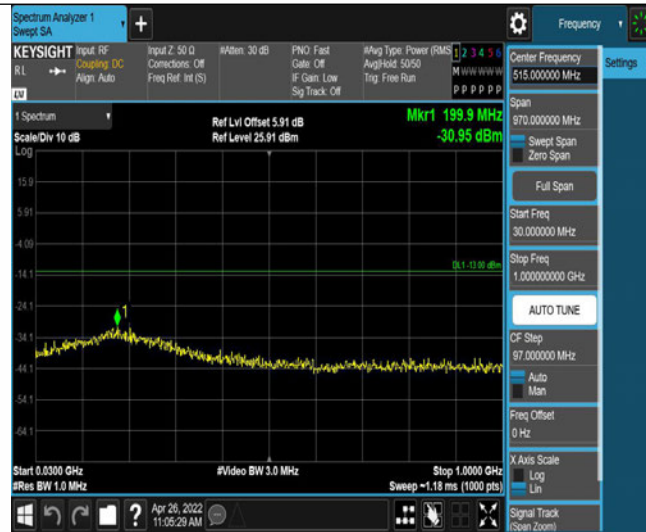 Spectrum Analyzer 1
Swept SA
+
Frequency
KEYSIGHT
Input: RF
Input Z: 50 Ω
#Atten: 30 dB
PNO: Fast
#Avg Type: Power (RMS
1 2 3 4 5 6
RL
Coupling: DC
Corrections: Off
Gate: Off
Avg|Hold: 50/50
M W W W W W
Align: Auto
Freq Ref: Int (S)
IF Gain: Low
Trig: Free Run
Sig Track: Off
P P P P P P
LXI
Center Frequency
515.000000 MHz
Settings
1 Spectrum
Ref Lvl Offset 5.91 dB
Mkr1 199.9 MHz
Scale/Div 10 dB
Ref Level 25.91 dBm
-30.95 dBm
Log
15.9
5.91
-4.09
-14.1
DL1 -13.00 dBm
-24.1
1
-34.1
-44.1
-54.1
-64.1
Start 0.0300 GHz
#Video BW 3.0 MHz
Stop 1.0000 GHz
#Res BW 1.0 MHz
Sweep ~1.18 ms (1000 pts)
Span
970.000000 MHz
Swept Span
Zero Span
Full Span
Start Freq
30.000000 MHz
Stop Freq
1.000000000 GHz
AUTO TUNE
CF Step
97.000000 MHz
Auto
Man
Freq Offset
0 Hz
X Axis Scale
Log
Lin
Signal Track
(Span Zoom)
?
Apr 26, 2022
11:05:29 AM